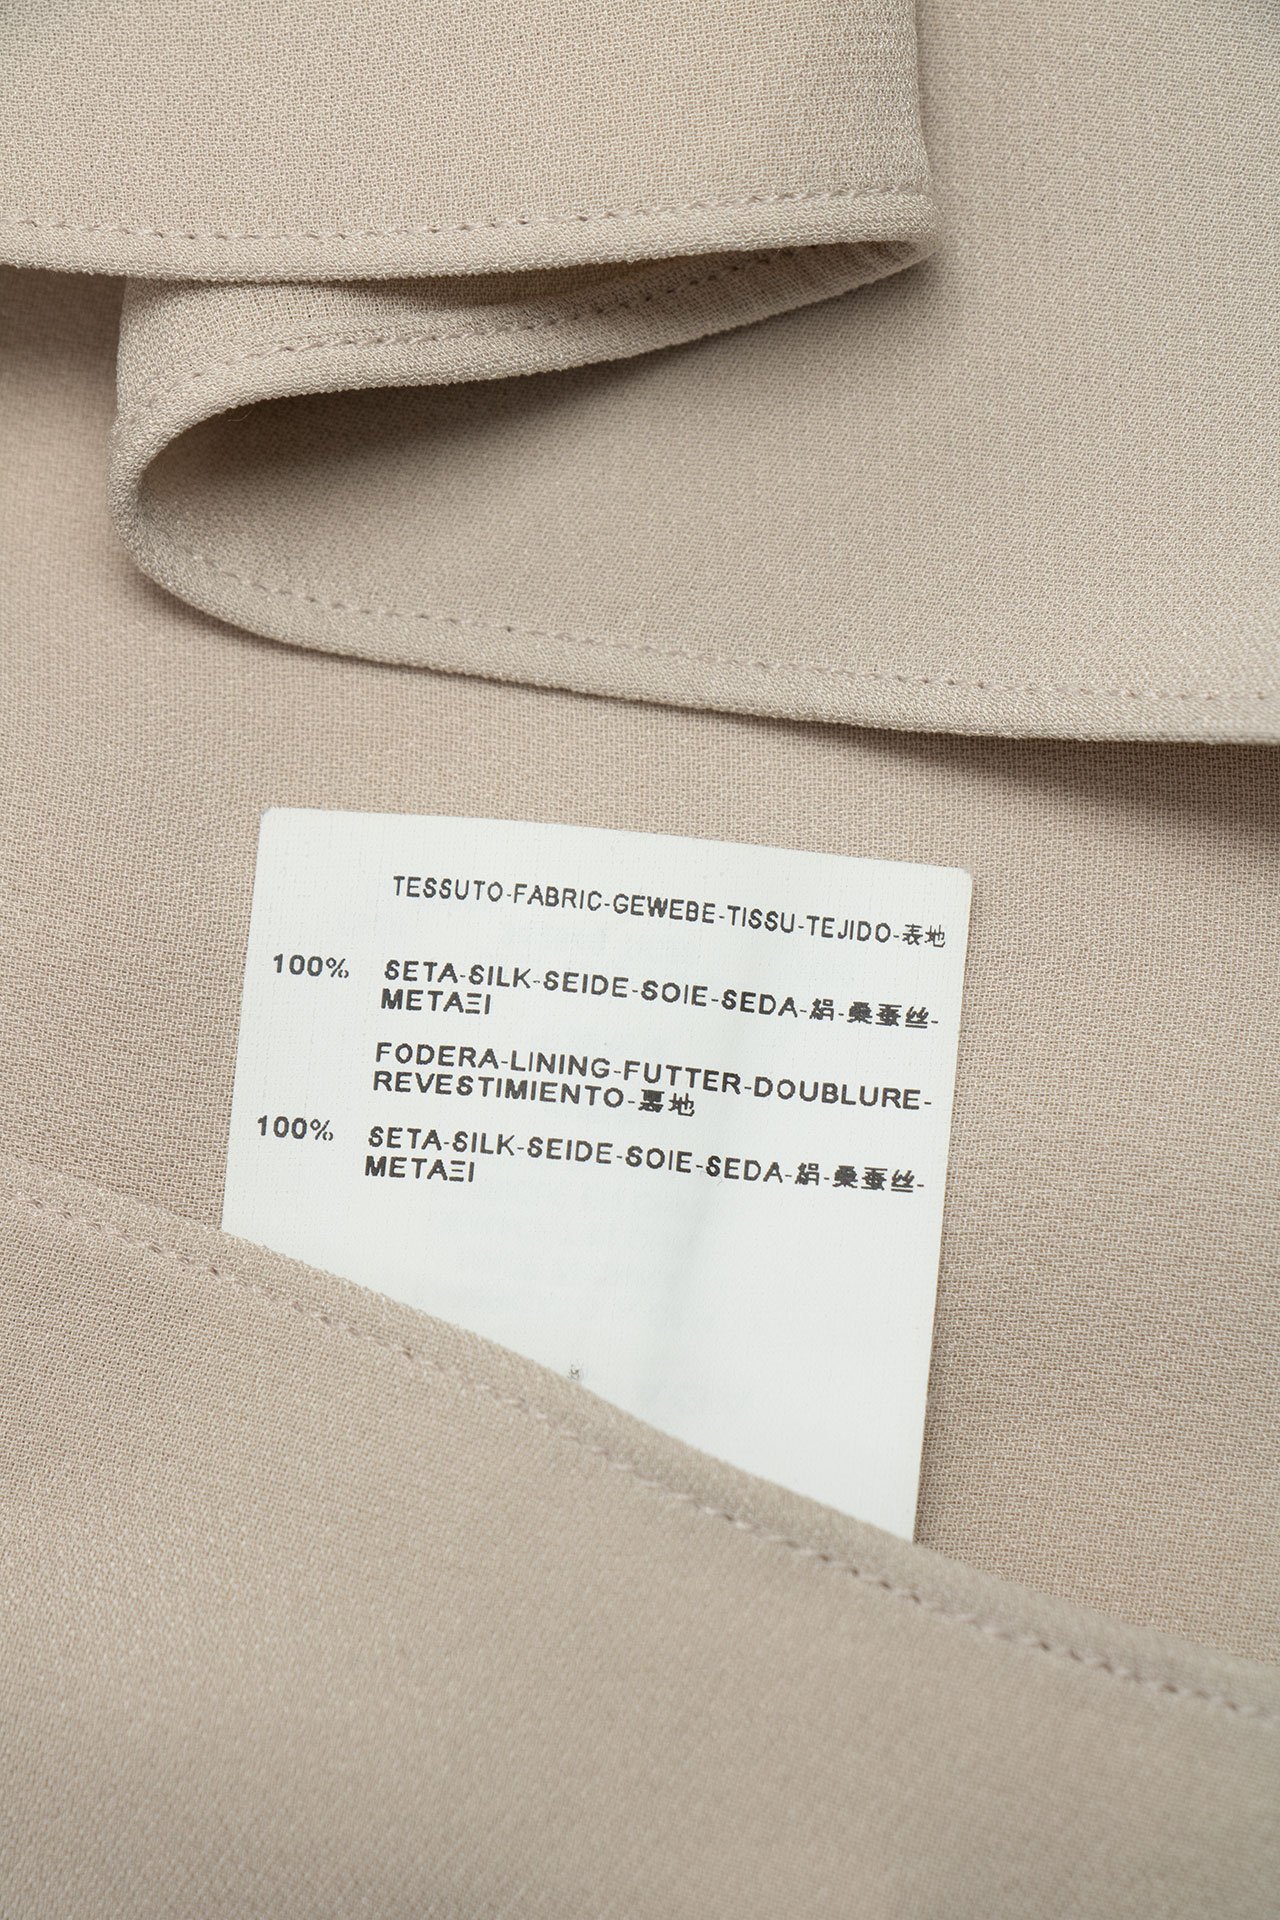 TESSUTO-FABRIC-GEWEBE-TISSU-TEJIDO-表地
100% SETA-SILK-SEIDE-SOIE-SEDA-絹-桑蚕丝-
ΜΕΤΑΞΙ
FODERA-LINING-FUTTER-DOUBLURE-
REVESTIMIENTO-裏地
100% SETA-SILK-SEIDE-SOIE-SEDA-絹-桑蚕丝-
ΜΕΤΑΞΙ